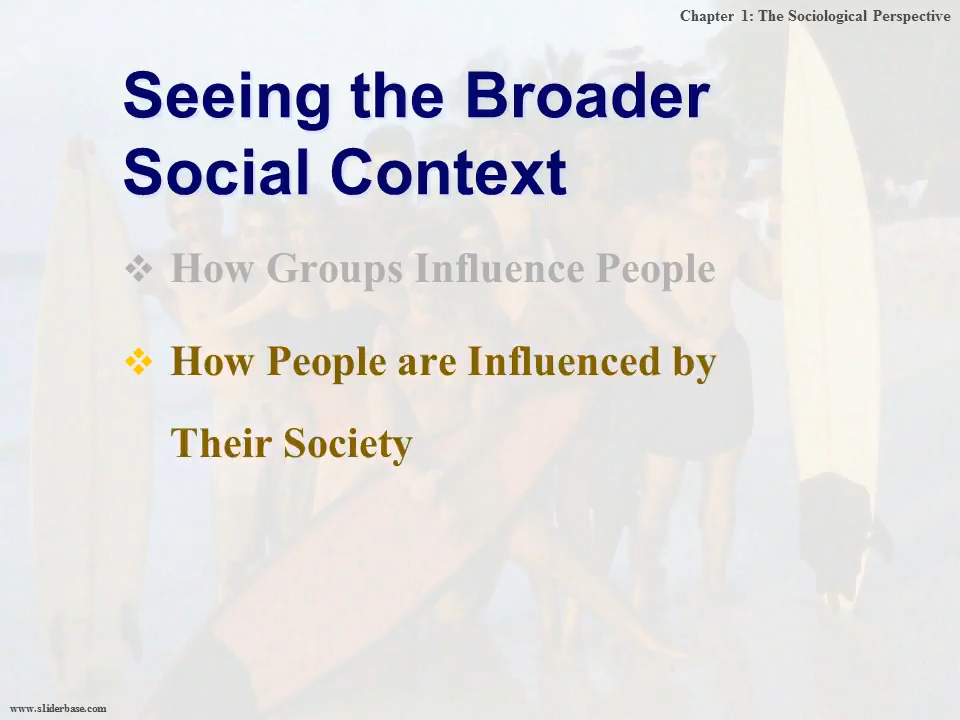 Chapter 1: The Sociological Perspective
Seeing the Broader
Social Context
❖ How Groups Influence People
❖ How People are Influenced by
Their Society
www.sliderbase.com